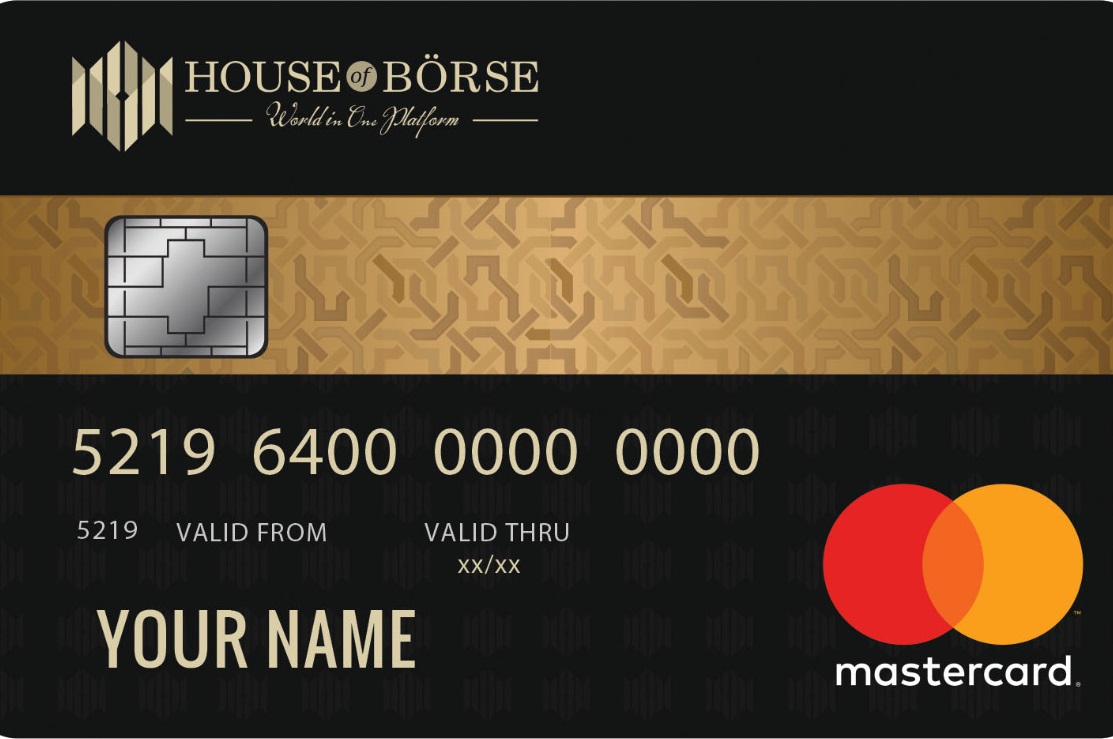 HOUSE of BÖRSE
World in One Platform
5219 6400 0000 0000
5219 VALID FROM VALID THRU
xx/xx
YOUR NAME
mastercard.